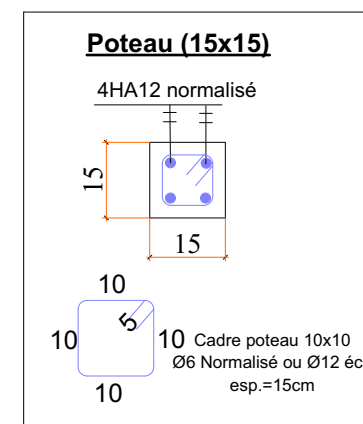 Poteau (15x15)
4HA12 normalisé
15
15
10
5
10
10 Cadre poteau 10x10
Ø6 Normalisé ou Ø12 éc
esp.=15cm
10